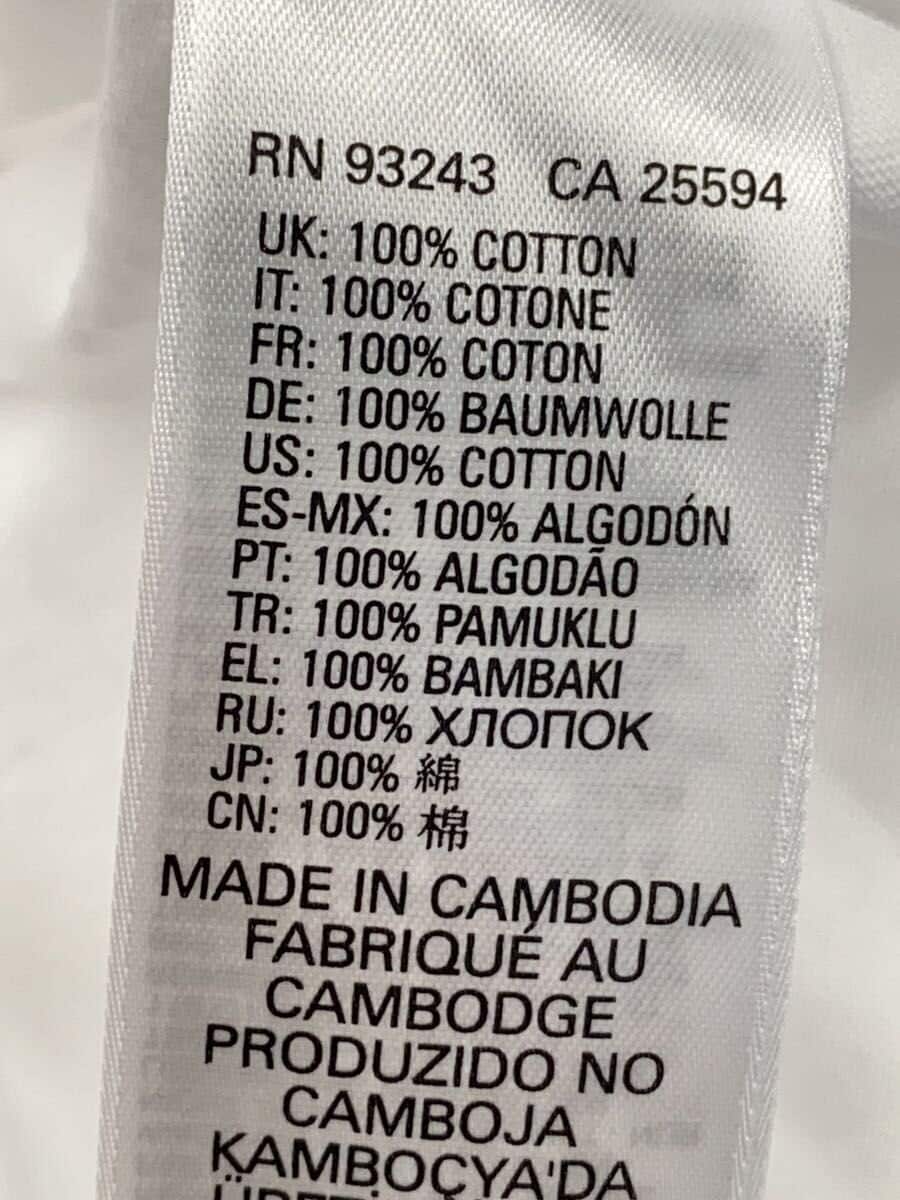 RN 93243 CA 25594
UK: 100% COTTON
IT: 100% COTONE
FR: 100% COTON
DE: 100% BAUMWOLLE
US: 100% COTTON
ES-MX: 100% ALGODÓN
PT: 100% ALGODÃO
TR: 100% PAMUKLU
EL: 100% BAMBAKI
RU: 100% ХЛОПОК
JP: 100% 綿
CN: 100% 棉
MADE IN CAMBODIA
FABRIQUÉ AU
CAMBODGE
PRODUZIDO NO
CAMBOJA
KAMBOÇYA'DA